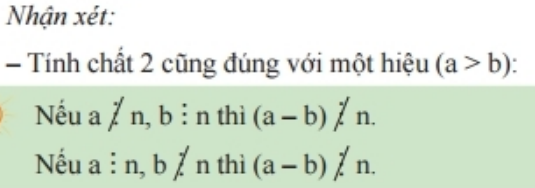 Nhận xét:
– Tính chất 2 cũng đúng với một hiệu (a > b):
Nếu a ⋮̸ n, b ⋮ n thì (a – b) ⋮̸ n.
Nếu a ⋮ n, b ⋮̸ n thì (a – b) ⋮̸ n.